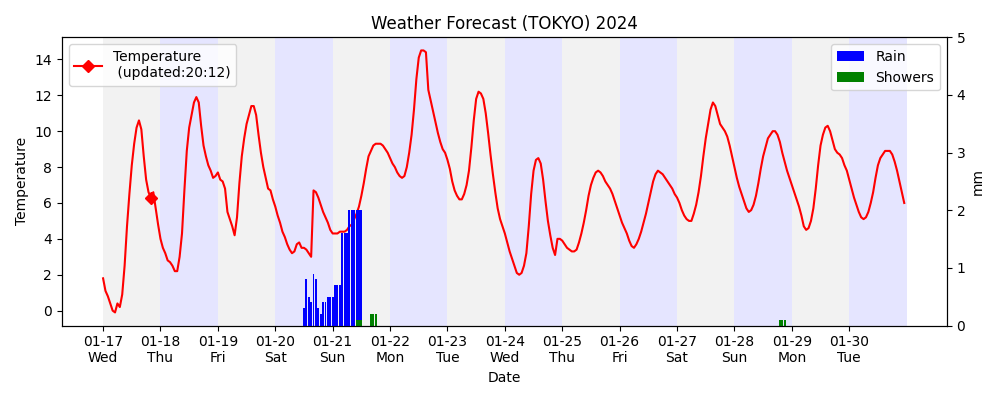 Weather Forecast (TOKYO) 2024
Temperature
(updated:20:12)
Rain
Showers
14
12
10
8
6
4
2
0
Temperature
5
4
3
2
1
0
mm
01-17 01-18 01-19 01-20 01-21 01-22 01-23 01-24 01-25 01-26 01-27 01-28 01-29 01-30
Wed Thu Fri Sat Sun Mon Tue Wed Thu Fri Sat Sun Mon Tue
Date